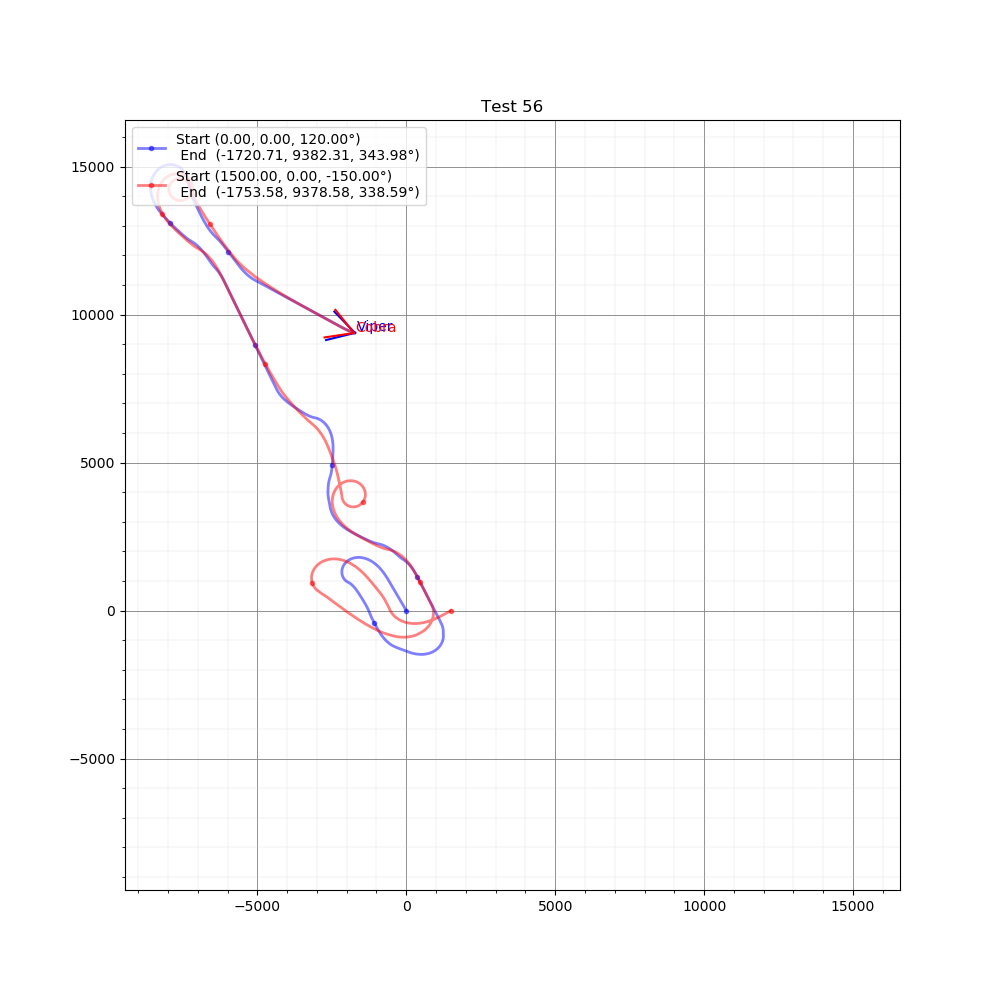 Test 56
Start (0.00, 0.00, 120.00°)
End (-1720.71, 9382.31, 343.98°)
Start (1500.00, 0.00, -150.00°)
End (-1753.58, 9378.58, 338.59°)
15000
10000
5000
0
−5000
Viper
Cobra
−5000
0
5000
10000
15000